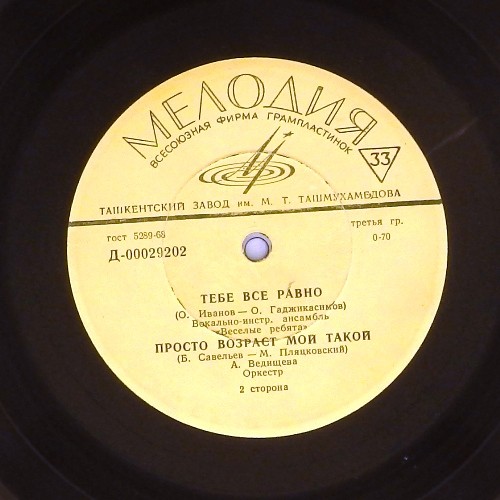 МЕЛОДИЯ
ВСЕСОЮЗНАЯ ФИРМА ГРАМПЛАСТИНОК
33
ТАШКЕНТСКИЙ ЗАВОД им. М. Т. ТАШМУХАМЕДОВА
гост 5289-68
третья гр.
Д-00029202
0-70
ТЕБЕ ВСЕ РАВНО
(О. Иванов — О. Гаджикасимов)
Вокально-инстр. ансамбль
«Веселые ребята»
ПРОСТО ВОЗРАСТ МОЙ ТАКОЙ
(Б. Савельев — М. Пляцковский)
А. Ведищева
Оркестр
2 сторона